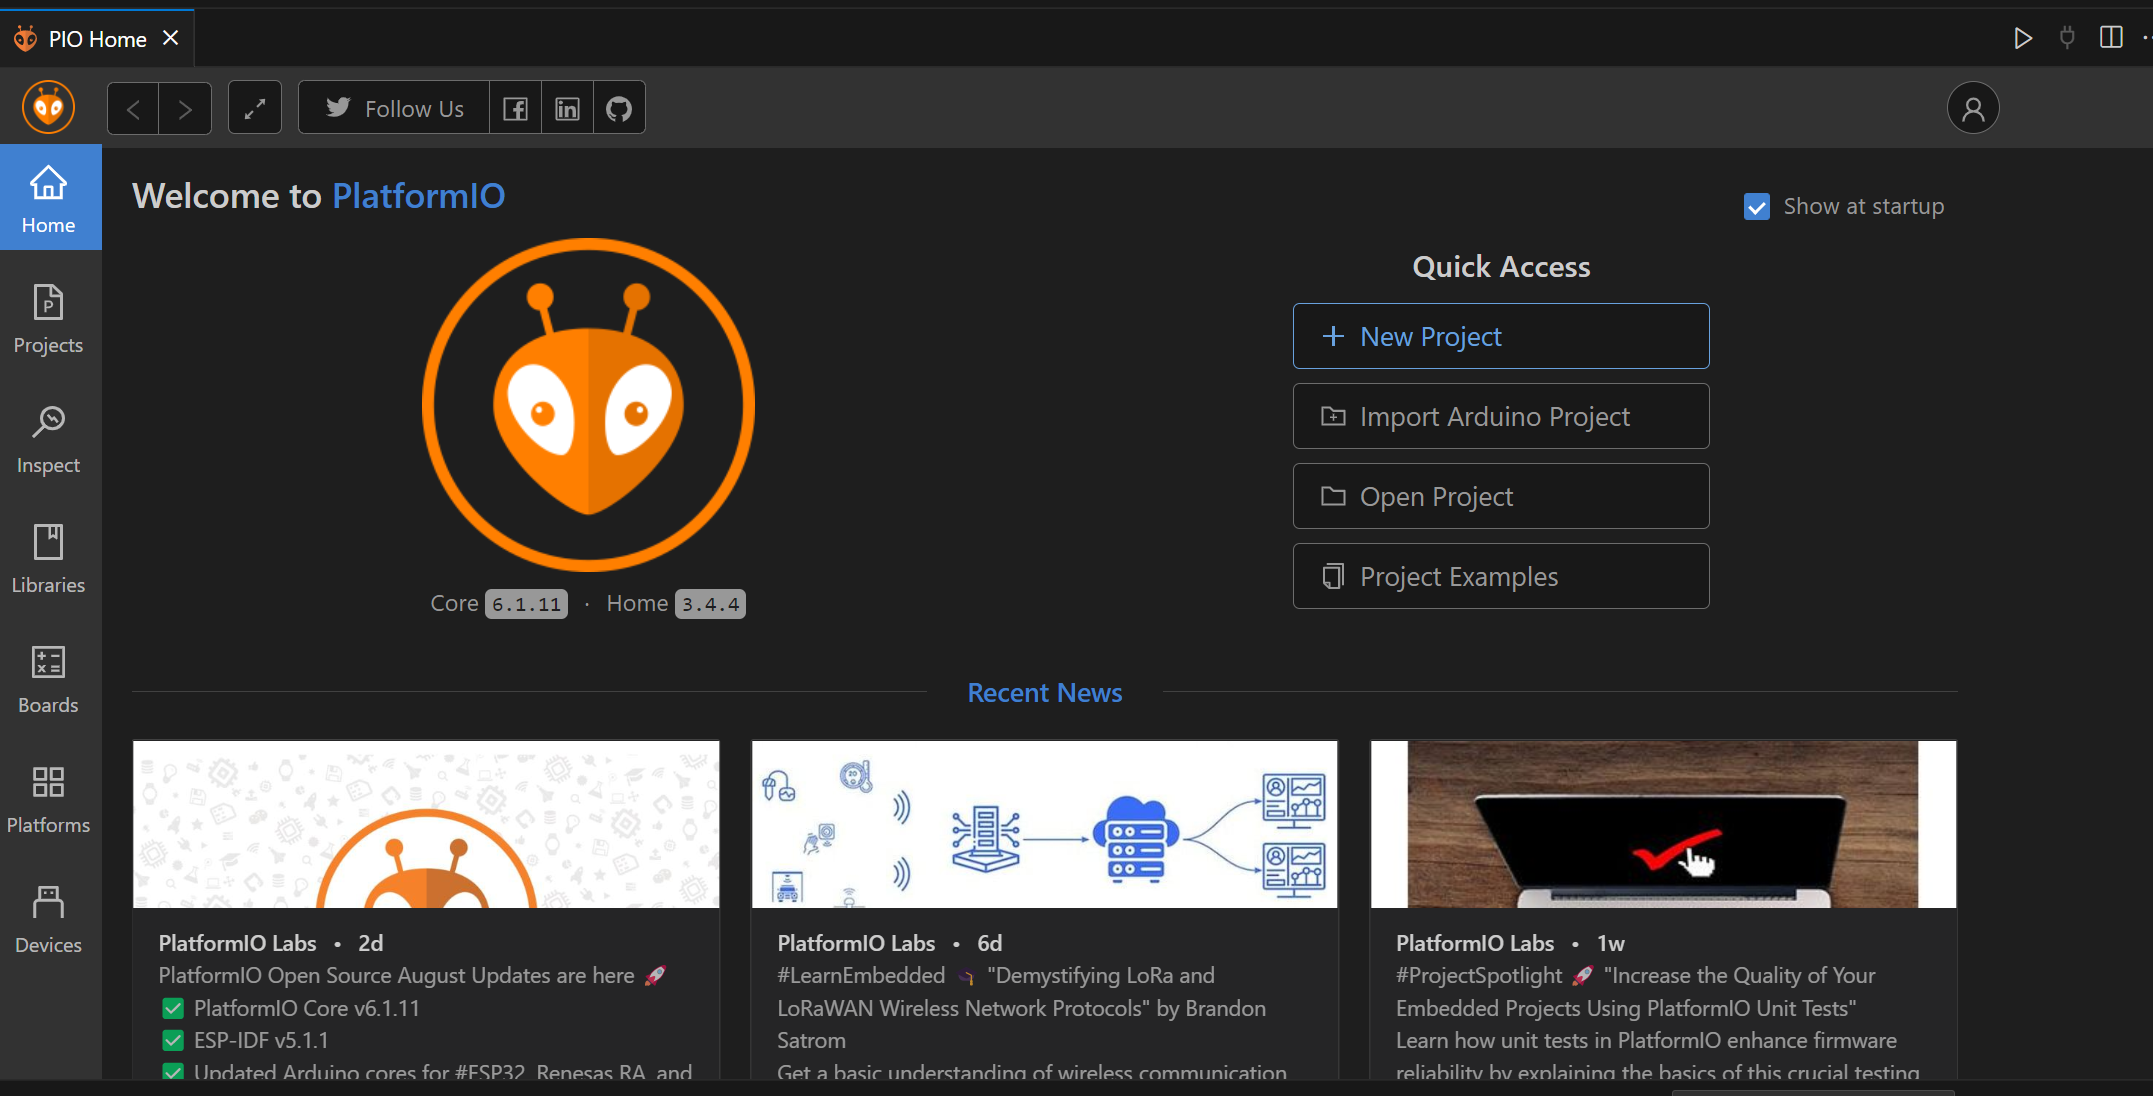 PIO Home
Follow Us
Home
Projects
Inspect
Libraries
Boards
Platforms
Devices
Welcome to PlatformIO
Show at startup
Core 6.1.11 · Home 3.4.4
Quick Access
New Project
Import Arduino Project
Open Project
Project Examples
Recent News
PlatformIO Labs • 2d
PlatformIO Open Source August Updates are here 🚀
✅ PlatformIO Core v6.1.11
✅ ESP-IDF v5.1.1
✅ Updated Arduino cores for #ESP32, Renesas RA, and
PlatformIO Labs • 6d
#LearnEmbedded 🎓 "Demystifying LoRa and
LoRaWAN Wireless Network Protocols" by Brandon
Satrom
Get a basic understanding of wireless communication
PlatformIO Labs • 1w
#ProjectSpotlight 🚀 "Increase the Quality of Your
Embedded Projects Using PlatformIO Unit Tests"
Learn how unit tests in PlatformIO enhance firmware
reliability by explaining the basics of this crucial testing